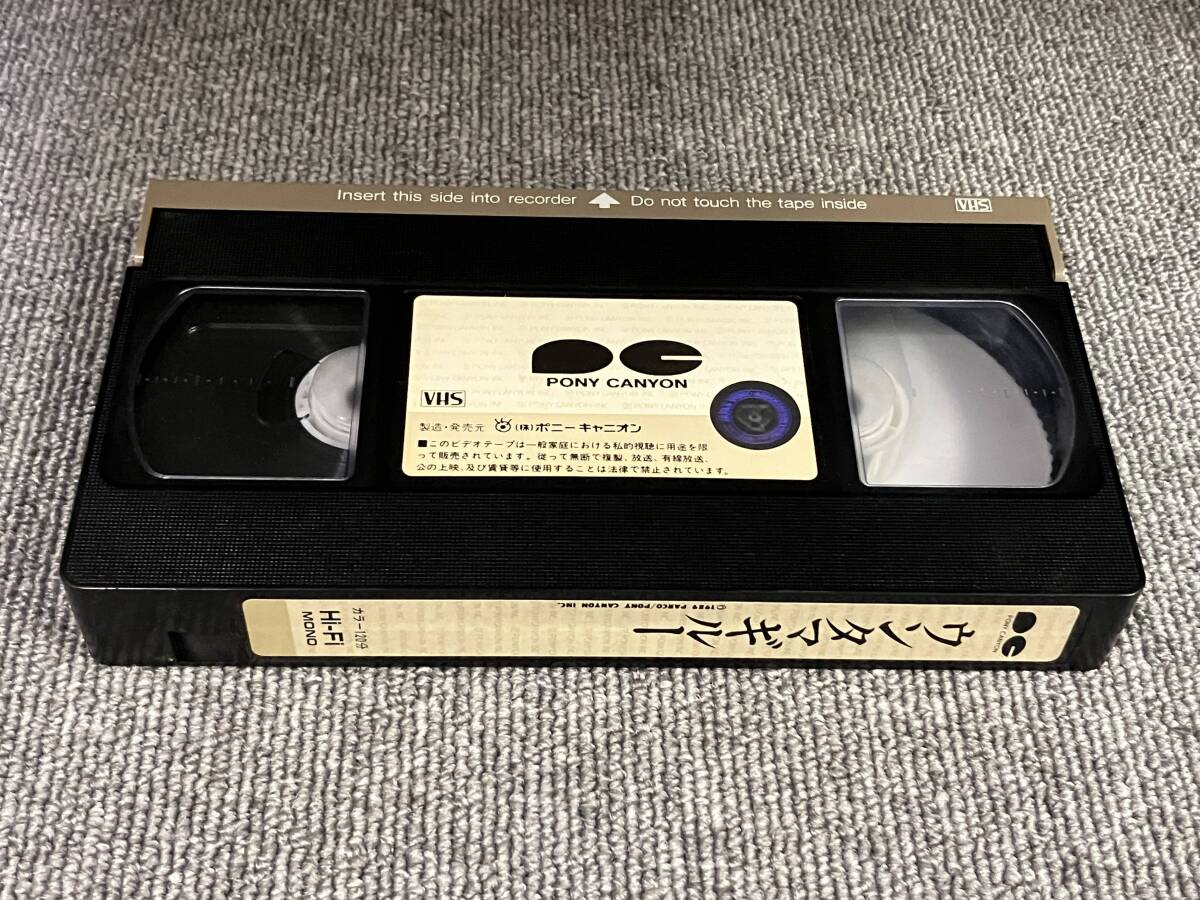 Insert this side into recorder Do not touch the tape inside VHS
PONY CANYON
VHS
製造・発売元 (株)ポニーキャニオン
■このビデオテープは一般家庭における私的視聴に用途を限
って販売されています。従って無断で複製、放送、有線放送、
公の上映、及び賃貸等に使用することは法律で禁止されています。
PONY CANYON
ウンタマギルー
©1989 PARCO/PONY CANYON INC.
カラー120分
Hi-Fi
MONO